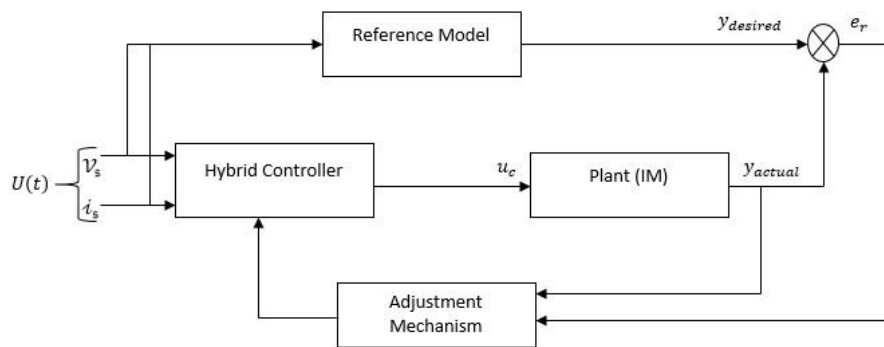 Reference Model
y_desired
e_r
U(t)
𝒱_s
i_s
Hybrid Controller
u_c
Plant (IM)
y_actual
Adjustment
Mechanism